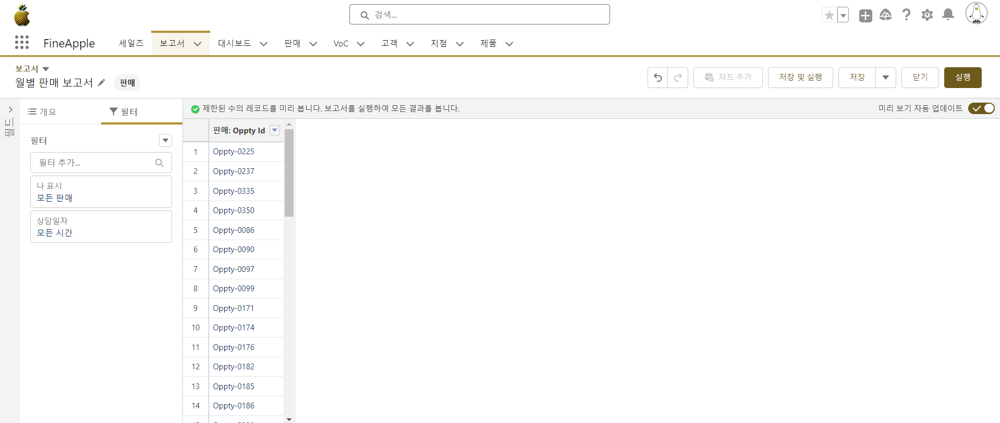 검색...
FineApple
세일즈
보고서
대시보드
판매
VoC
고객
지점
제품
보고서
월별 판매 보고서
판매
차트 추가
저장 및 실행
저장
닫기
실행
필드
개요
필터
제한된 수의 레코드를 미리 봅니다. 보고서를 실행하여 모든 결과를 봅니다.
미리 보기 자동 업데이트
필터
필터 추가...
나 표시
모든 판매
상담일자
모든 시간
판매: Oppty Id
1 Oppty-0225
2 Oppty-0237
3 Oppty-0335
4 Oppty-0350
5 Oppty-0086
6 Oppty-0090
7 Oppty-0097
8 Oppty-0099
9 Oppty-0171
10 Oppty-0174
11 Oppty-0176
12 Oppty-0182
13 Oppty-0185
14 Oppty-0186